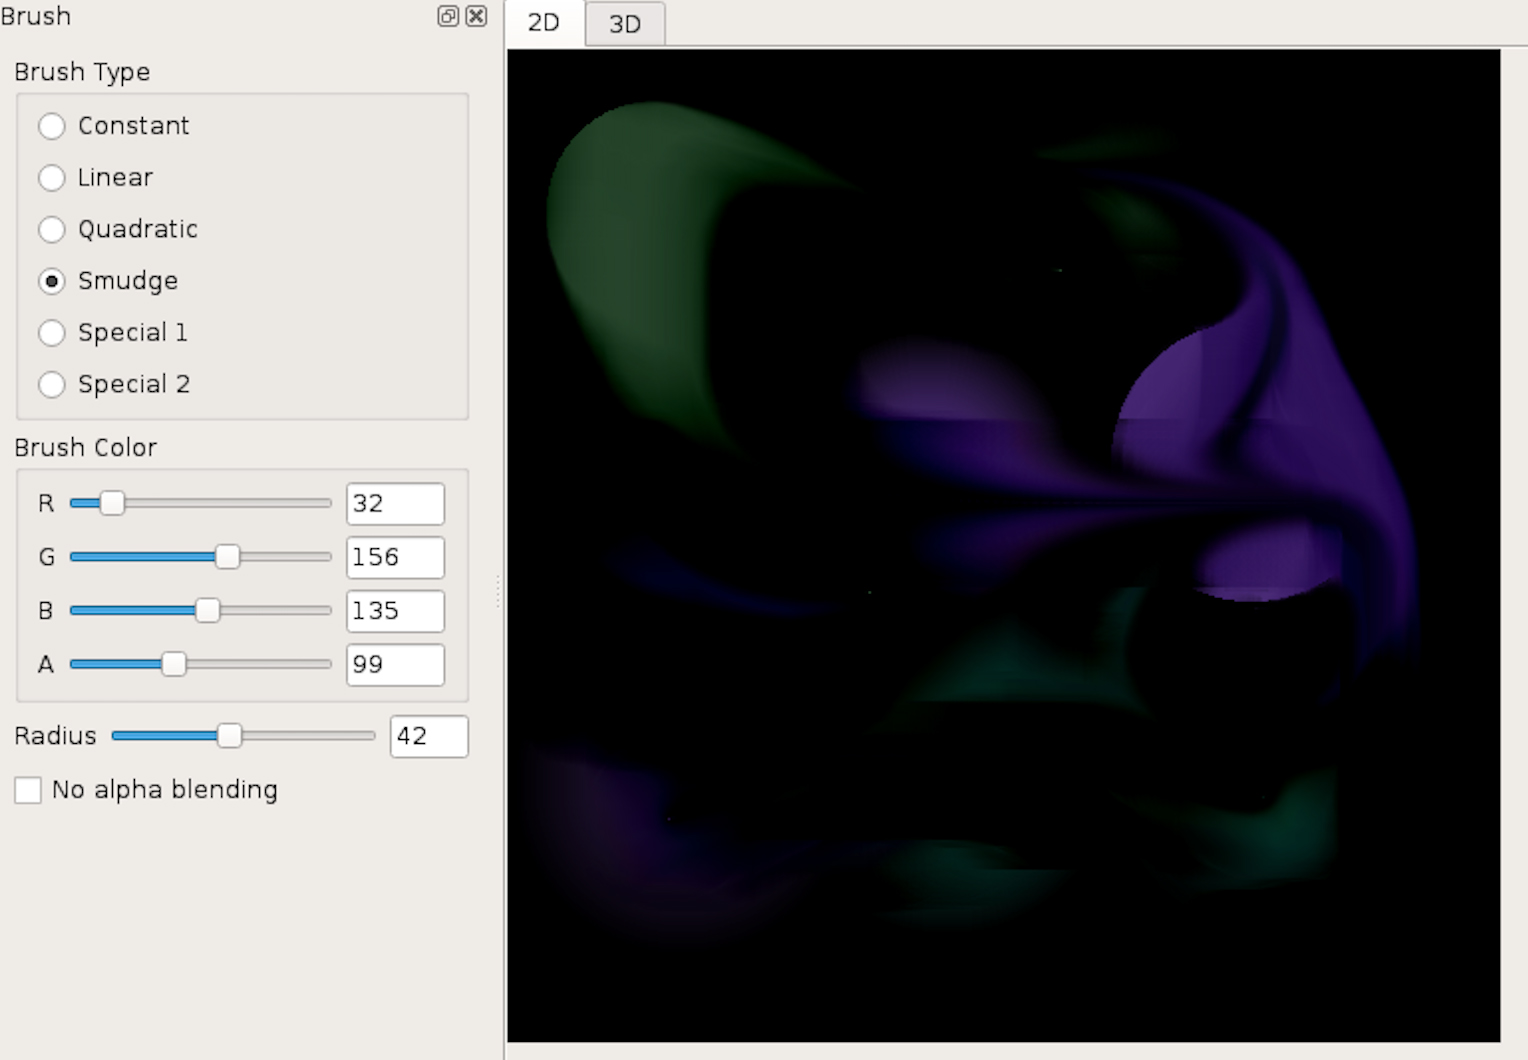 Brush
2D
3D
Brush Type
Constant
Linear
Quadratic
Smudge
Special 1
Special 2
Brush Color
R 32
G 156
B 135
A 99
Radius 42
No alpha blending